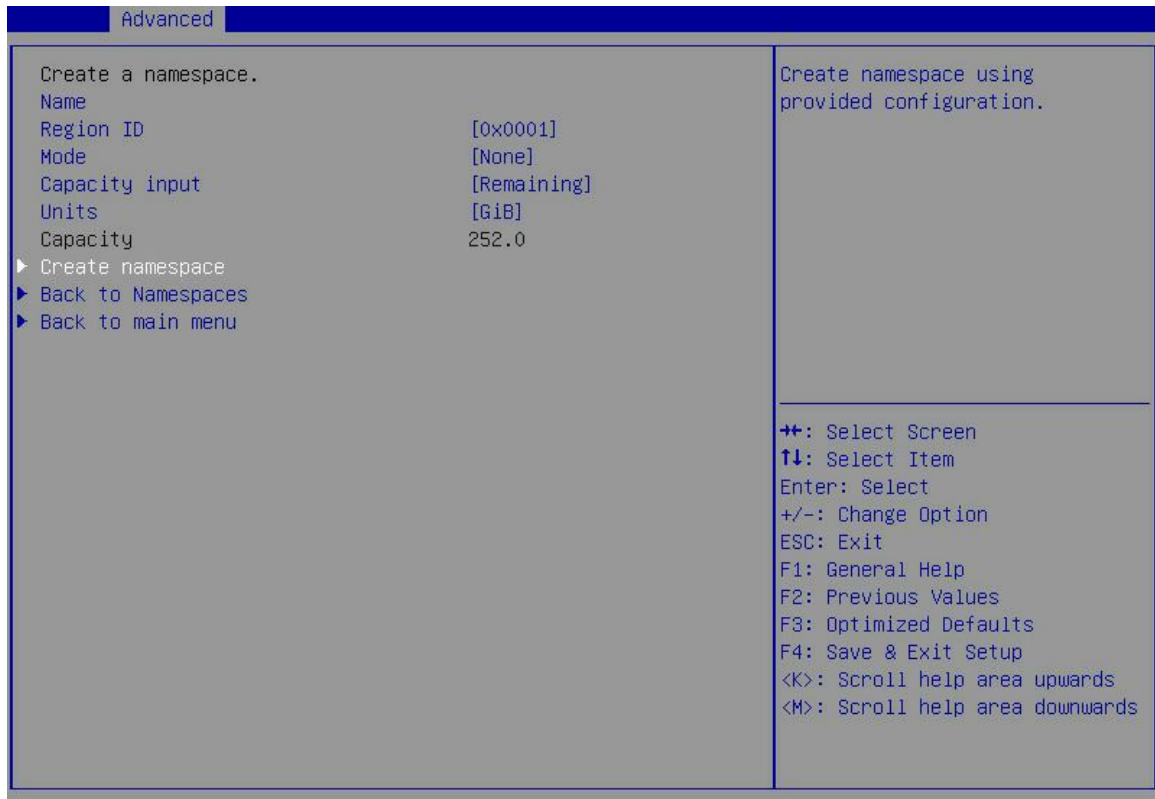 Advanced
Create a namespace.
Name
Region ID [0x0001]
Mode [None]
Capacity input [Remaining]
Units [GiB]
Capacity 252.0
Create namespace
Back to Namespaces
Back to main menu
Create namespace using
provided configuration.
→←: Select Screen
↑↓: Select Item
Enter: Select
+/-: Change Option
ESC: Exit
F1: General Help
F2: Previous Values
F3: Optimized Defaults
F4: Save & Exit Setup
<K>: Scroll help area upwards
<M>: Scroll help area downwards